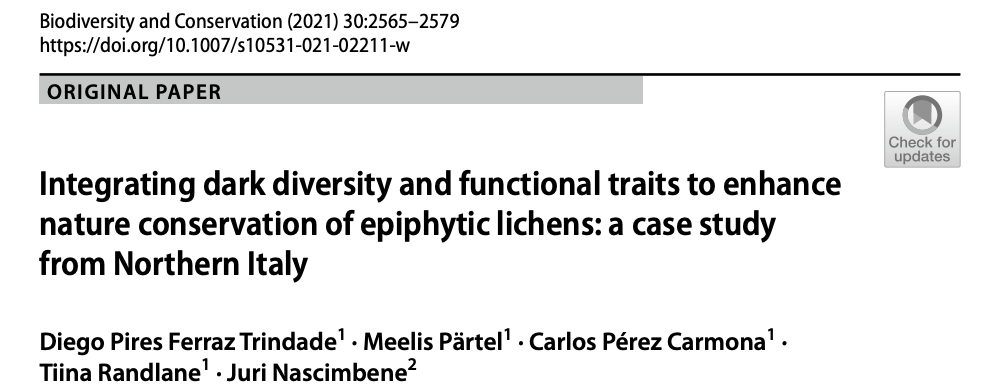 Biodiversity and Conservation (2021) 30:2565–2579
https://doi.org/10.1007/s10531-021-02211-w
ORIGINAL PAPER
Check for
updates
Integrating dark diversity and functional traits to enhance
nature conservation of epiphytic lichens: a case study
from Northern Italy
Diego Pires Ferraz Trindade¹ · Meelis Pärtel¹ · Carlos Pérez Carmona¹ ·
Tiina Randlane¹ · Juri Nascimbene²